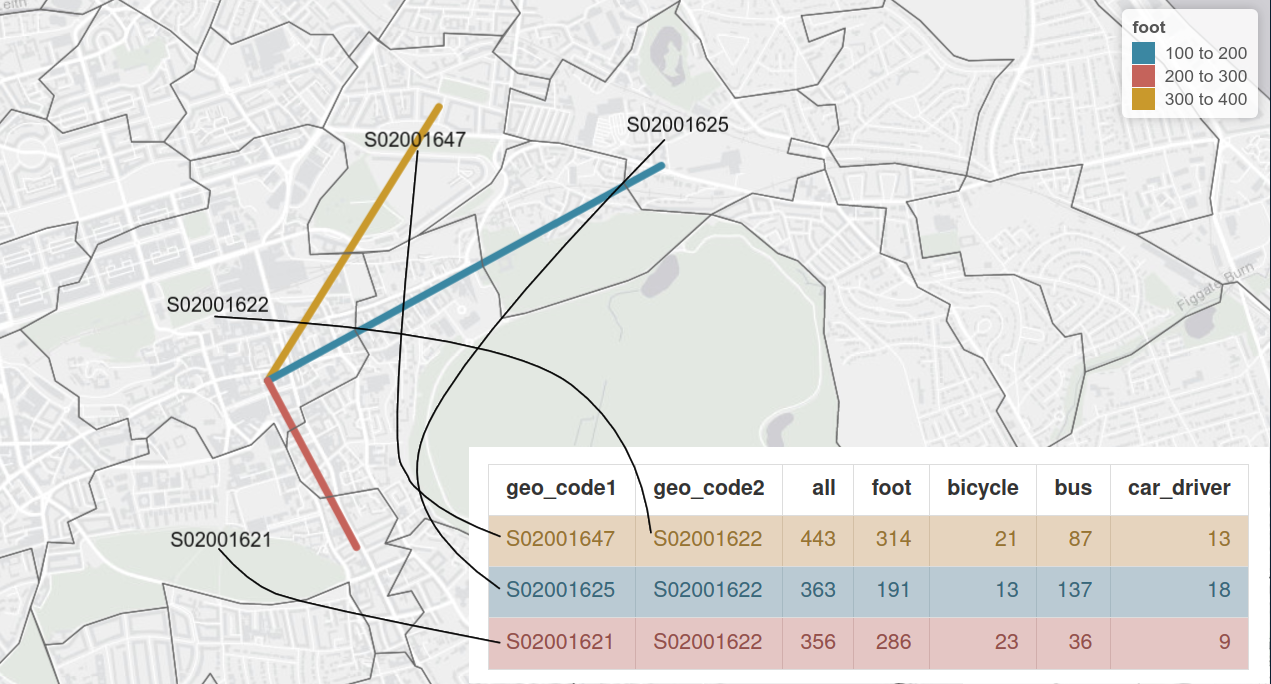 eith
foot
100 to 200
200 to 300
300 to 400
S02001625
S02001647
Figgate Burn
S02001622
S02001621
geo_code1 geo_code2 all foot bicycle bus car_driver
S02001647 S02001622 443 314 21 87 13
S02001625 S02001622 363 191 13 137 18
S02001621 S02001622 356 286 23 36 9